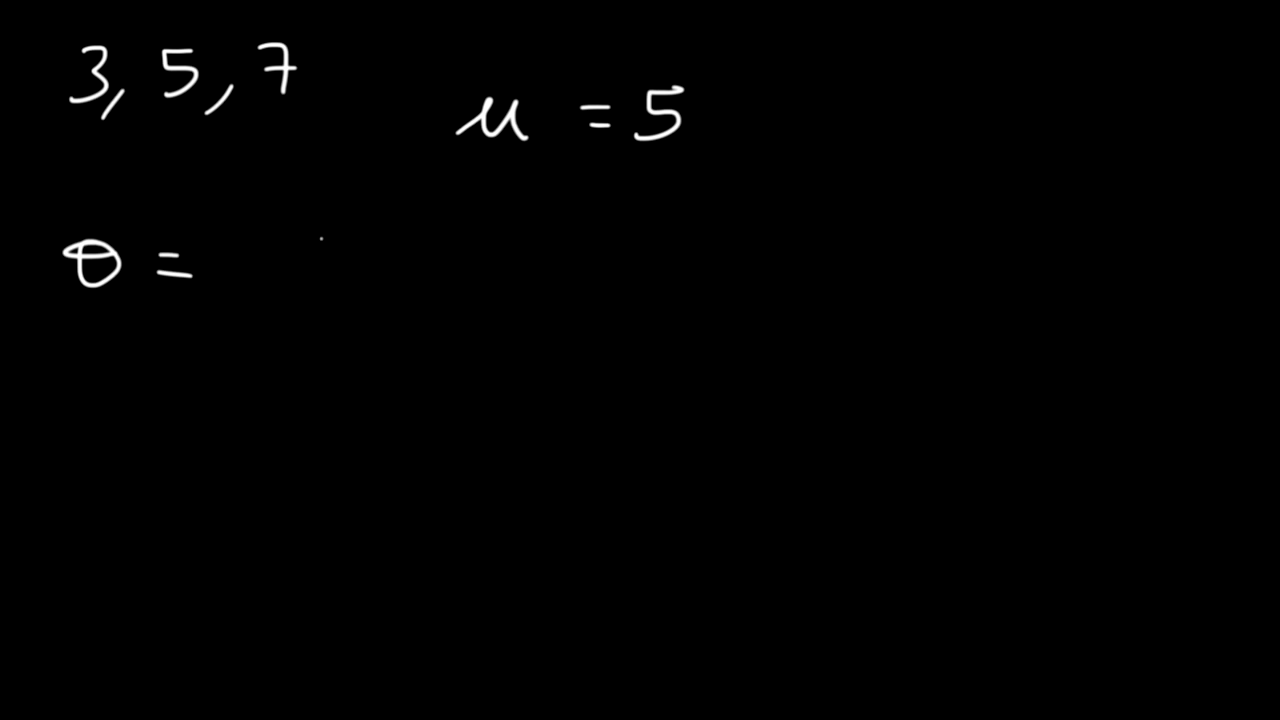 3, 5, 7
μ = 5
σ =